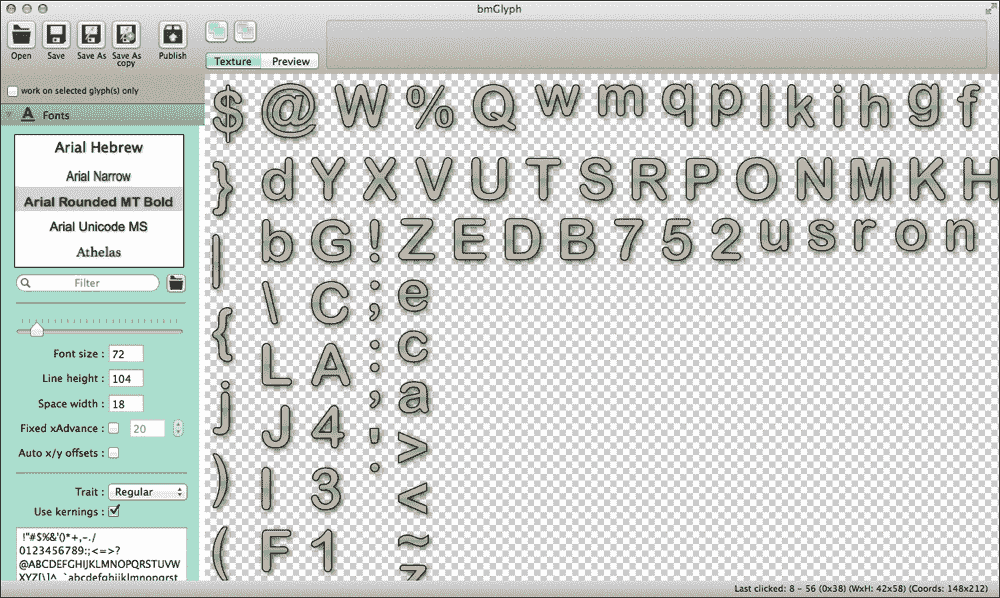 bmGlyph
Open Save Save As Save As copy Publish
Texture Preview
work on selected glyph(s) only
A Fonts
Arial Hebrew
Arial Narrow
Arial Rounded MT Bold
Arial Unicode MS
Athelas
Filter
Font size : 72
Line height : 104
Space width : 18
Fixed xAdvance : 20
Auto x/y offsets :
Trait : Regular
Use kernings :
!"#$%&'()*+,-./
0123456789:;<=>?
@ABCDEFGHIJKLMNOPQRSTUVW
XYZ[\]^_`abcdefghijklmnopqrst
$ @ W % Q w m q p l k i h g f
} d Y X V U T S R P O N M K H
| b G ! Z E D B 7 5 2 u s r o n
\ C ; e
{ L A : c
j J 4 , a
) I 3 ' . > <
( F 1 ~ z
Last clicked: 8 - 56 (0x38) (WxH: 42x58) (Coords: 148x212)